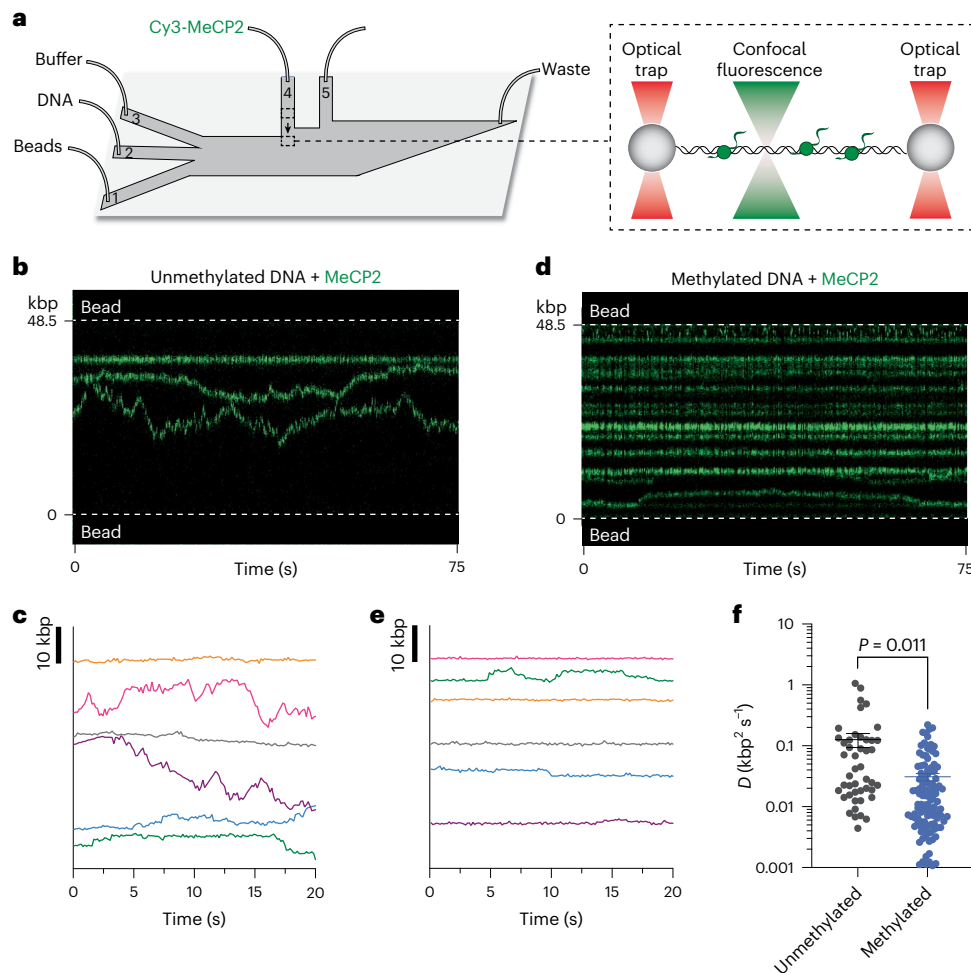 a
Cy3-MeCP2
Buffer
DNA
Beads
Waste
1
2
3
4
5
Optical
trap
Confocal
fluorescence
Optical
trap
b
Unmethylated DNA + MeCP2
kbp
48.5
Bead
0
Bead
0
75
Time (s)
d
Methylated DNA + MeCP2
kbp
48.5
Bead
0
Bead
0
75
Time (s)
c
10 kbp
0
5
10
15
20
Time (s)
e
10 kbp
0
5
10
15
20
Time (s)
f
P = 0.011
D (kbp² s⁻¹)
10
1
0.1
0.01
0.001
Unmethylated
Methylated